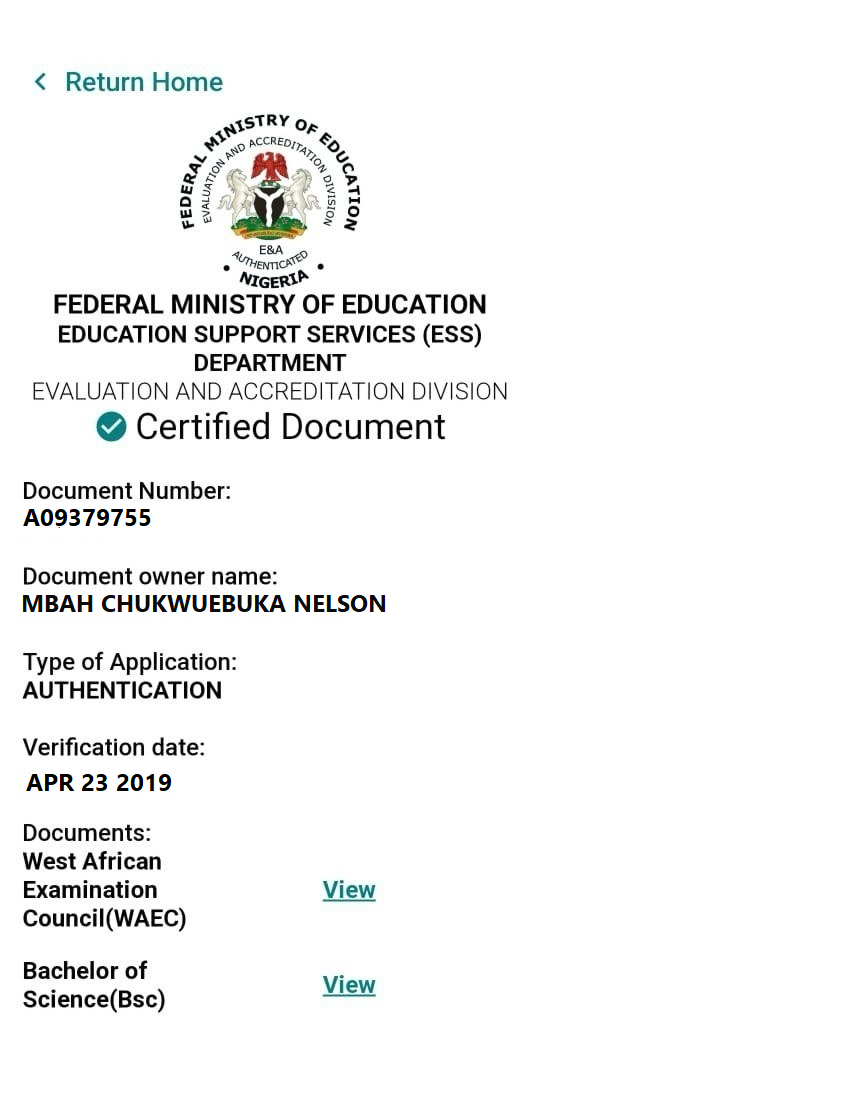 < Return Home
FEDERAL MINISTRY OF EDUCATION
EVALUATION AND ACCREDITATION DIVISION
E&A
AUTHENTICATED
• NIGERIA •
FEDERAL MINISTRY OF EDUCATION
EDUCATION SUPPORT SERVICES (ESS)
DEPARTMENT
EVALUATION AND ACCREDITATION DIVISION
Certified Document
Document Number:
A09379755
Document owner name:
MBAH CHUKWUEBUKA NELSON
Type of Application:
AUTHENTICATION
Verification date:
APR 23 2019
Documents:
West African
Examination View
Council(WAEC)
Bachelor of
Science(Bsc) View